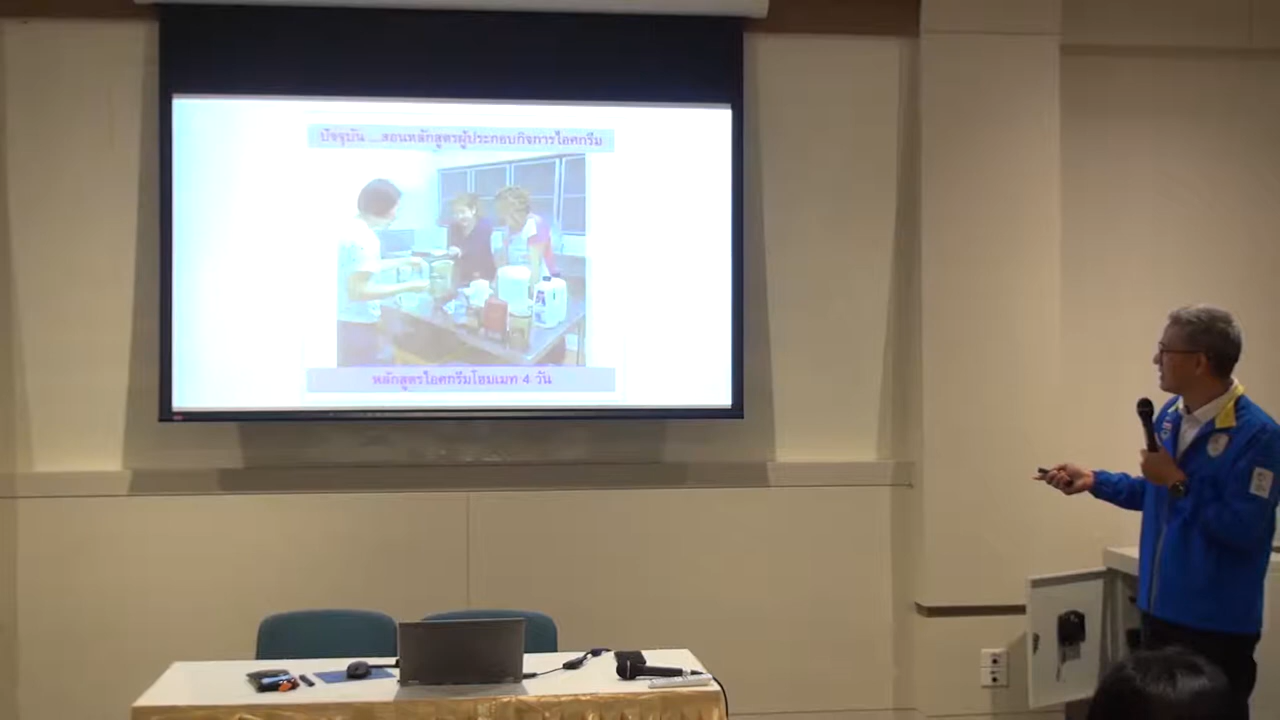 ปัจจุบัน ...สอนหลักสูตรผู้ประกอบกิจการไอศกรีม
หลักสูตรไอศกรีมโฮมเมท 4 วัน